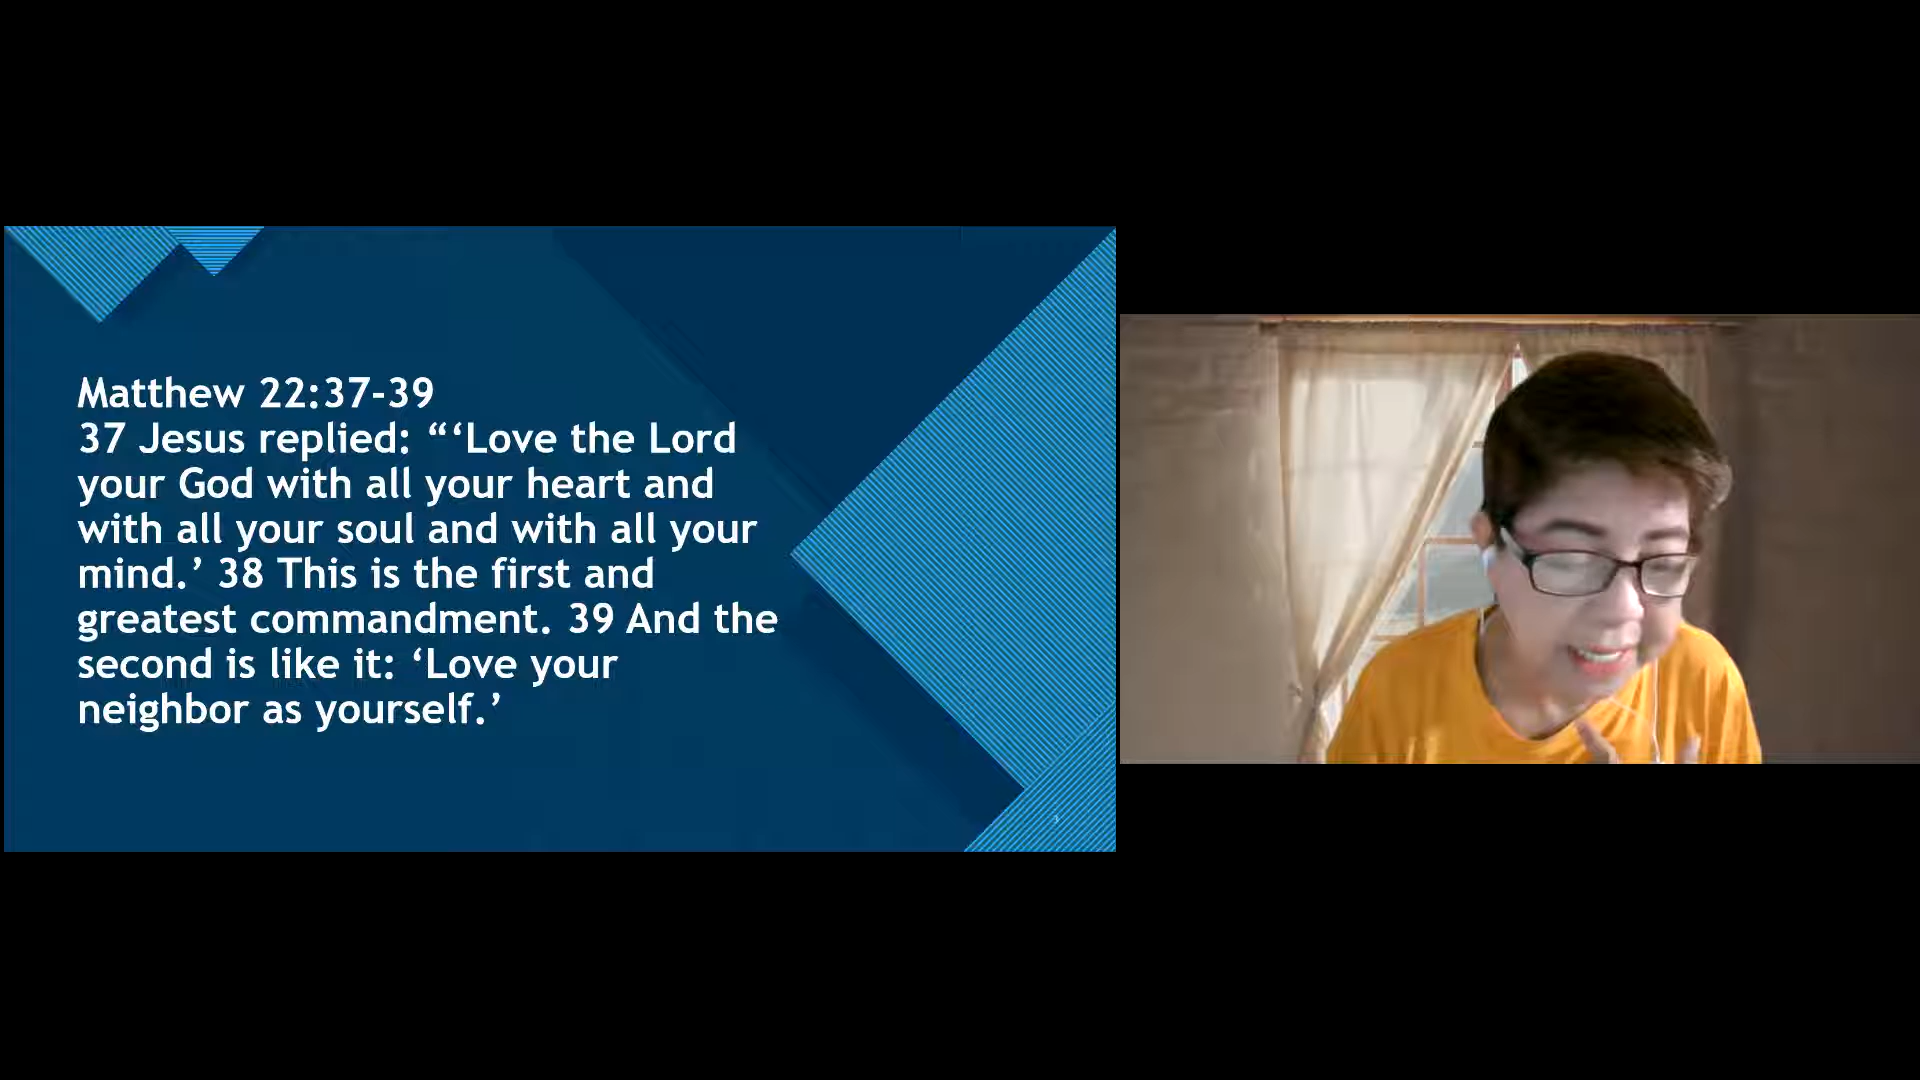 Matthew 22:37-39
37 Jesus replied: “‘Love the Lord
your God with all your heart and
with all your soul and with all your
mind.’ 38 This is the first and
greatest commandment. 39 And the
second is like it: ‘Love your
neighbor as yourself.’
3